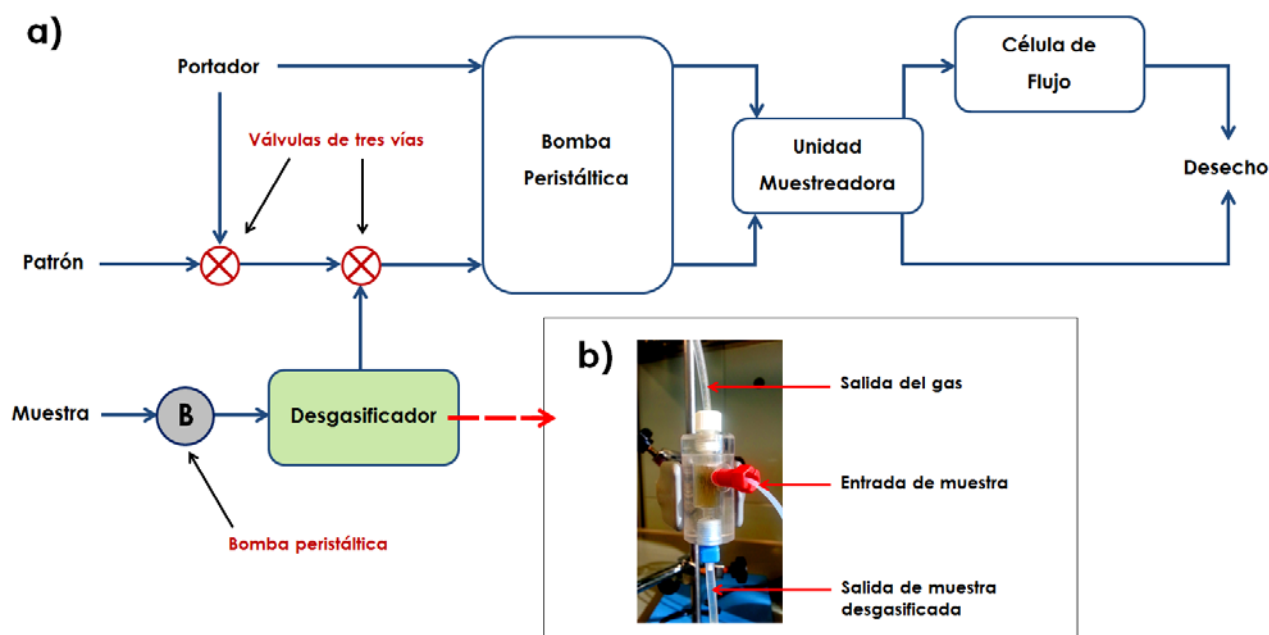 a)
Portador
Válvulas de tres vías
Patrón
Bomba
Peristáltica
Unidad
Muestreadora
Célula de
Flujo
Desecho
Muestra
B
Desgasificador
Bomba peristáltica
b)
Salida del gas
Entrada de muestra
Salida de muestra
desgasificada